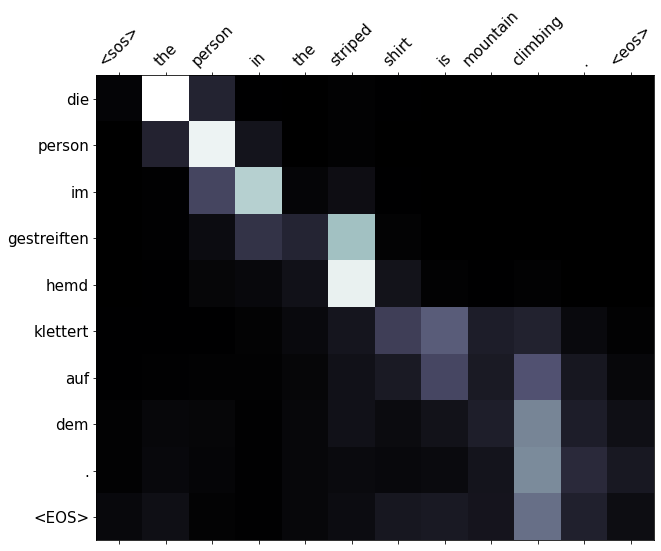 <sos> the person in the striped shirt is mountain climbing . <eos>
die
person
im
gestreiften
hemd
klettert
auf
dem
.
<EOS>